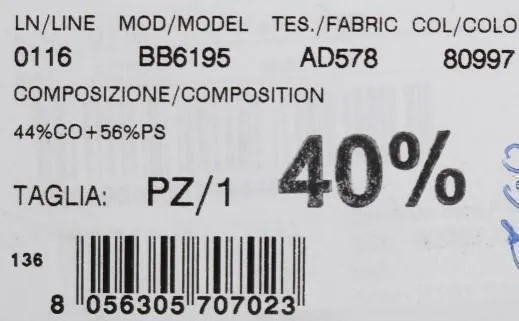 LN/LINE MOD/MODEL TES./FABRIC COL/COLO
0116 BB6195 AD578 80997
COMPOSIZIONE/COMPOSITION
44%CO+56%PS
40%
TAGLIA: PZ/1
136
8 056305 707023